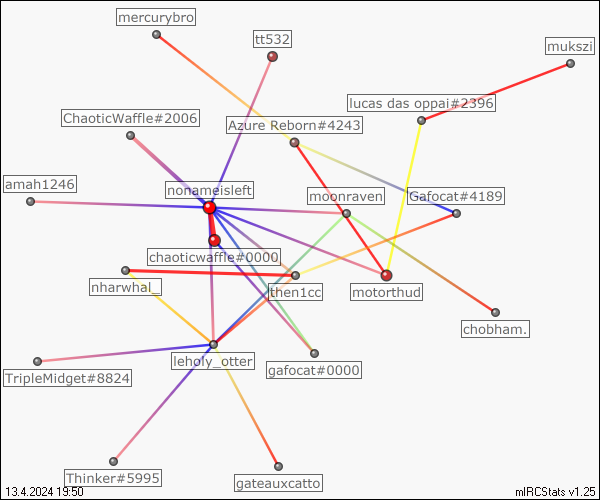 mercurybro
tt532
mukszi
lucas das oppai#2396
ChaoticWaffle#2006
Azure Reborn#4243
amah1246
nonameisleft
moonraven
Gafocat#4189
chaoticwaffle#0000
nharwhal_
then1cc
motorthud
chobham.
leholy_otter
gafocat#0000
TripleMidget#8824
Thinker#5995
gateauxcatto
13.4.2024 19:50
mIRCStats v1.25